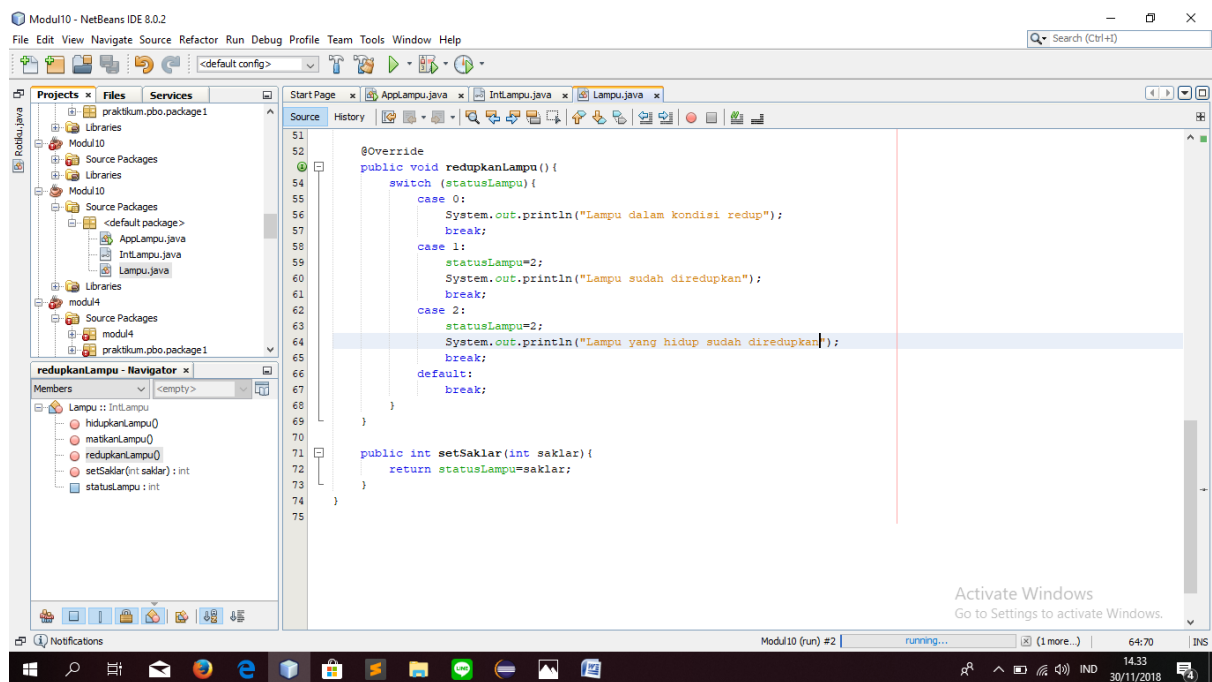 Modul10 - NetBeans IDE 8.0.2
File Edit View Navigate Source Refactor Run Debug Profile Team Tools Window Help
Search (Ctrl+I)
<default config>
Projects Files Services
Start Page AppLampu.java IntLampu.java Lampu.java
Robiku.java
praktikum.pbo.package1
Libraries
Modul10
Source Packages
Libraries
Modul10
Source Packages
<default package>
AppLampu.java
IntLampu.java
Lampu.java
Libraries
modul4
Source Packages
modul4
praktikum.pbo.package1
redupkanLampu - Navigator
Members <empty>
Lampu :: IntLampu
hidupkanLampu()
matikanLampu()
redupkanLampu()
setSaklar(int saklar) : int
statusLampu : int
Source History
51
52 @Override
public void redupkanLampu(){
54 switch (statusLampu){
55 case 0:
56 System.out.println("Lampu dalam kondisi redup");
57 break;
58 case 1:
59 statusLampu=2;
60 System.out.println("Lampu sudah diredupkan");
61 break;
62 case 2:
63 statusLampu=2;
64 System.out.println("Lampu yang hidup sudah diredupkan");
65 break;
66 default:
67 break;
68 }
69 }
70
71 public int setSaklar(int saklar){
72 return statusLampu=saklar;
73 }
74 }
75
Activate Windows
Go to Settings to activate Windows.
Notifications
Modul10 (run) #2 running... (1 more...) 64:70 INS
IND
14.33
30/11/2018
4